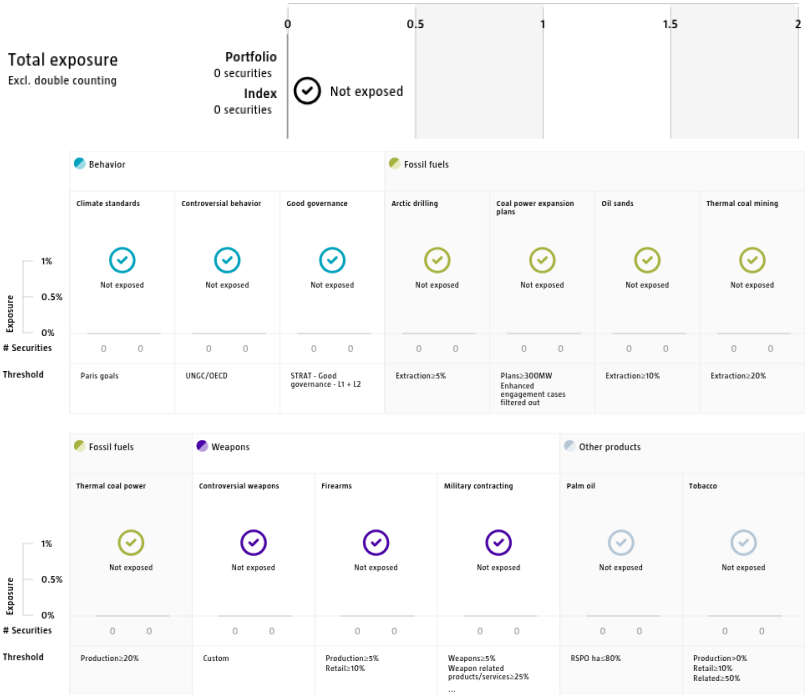 0 0.5 1 1.5 2
Total exposure
Excl. double counting
Portfolio
0 securities
Index
0 securities
Not exposed
Behavior Fossil fuels
Climate standards Controversial behavior Good governance Arctic drilling Coal power expansion plans Oil sands Thermal coal mining
Not exposed Not exposed Not exposed Not exposed Not exposed Not exposed Not exposed
Exposure
1%
0.5%
0%
# Securities 0 0 0 0 0 0 0 0 0 0 0 0 0 0
Threshold
Paris goals
UNGC/OECD
STRAT - Good
governance - L1 + L2
Extraction≥5%
Plans≥300MW
Enhanced
engagement cases
filtered out
Extraction≥10%
Extraction≥20%
Fossil fuels Weapons Other products
Thermal coal power Controversial weapons Firearms Military contracting Palm oil Tobacco
Not exposed Not exposed Not exposed Not exposed Not exposed Not exposed
Exposure
1%
0.5%
0%
# Securities 0 0 0 0 0 0 0 0 0 0 0 0
Threshold
Production≥20%
Custom
Production≥5%
Retail≥10%
Weapons≥5%
Weapon related
products/services≥25%
...
RSPO ha≤80%
Production>0%
Retail≥10%
Related≥50%